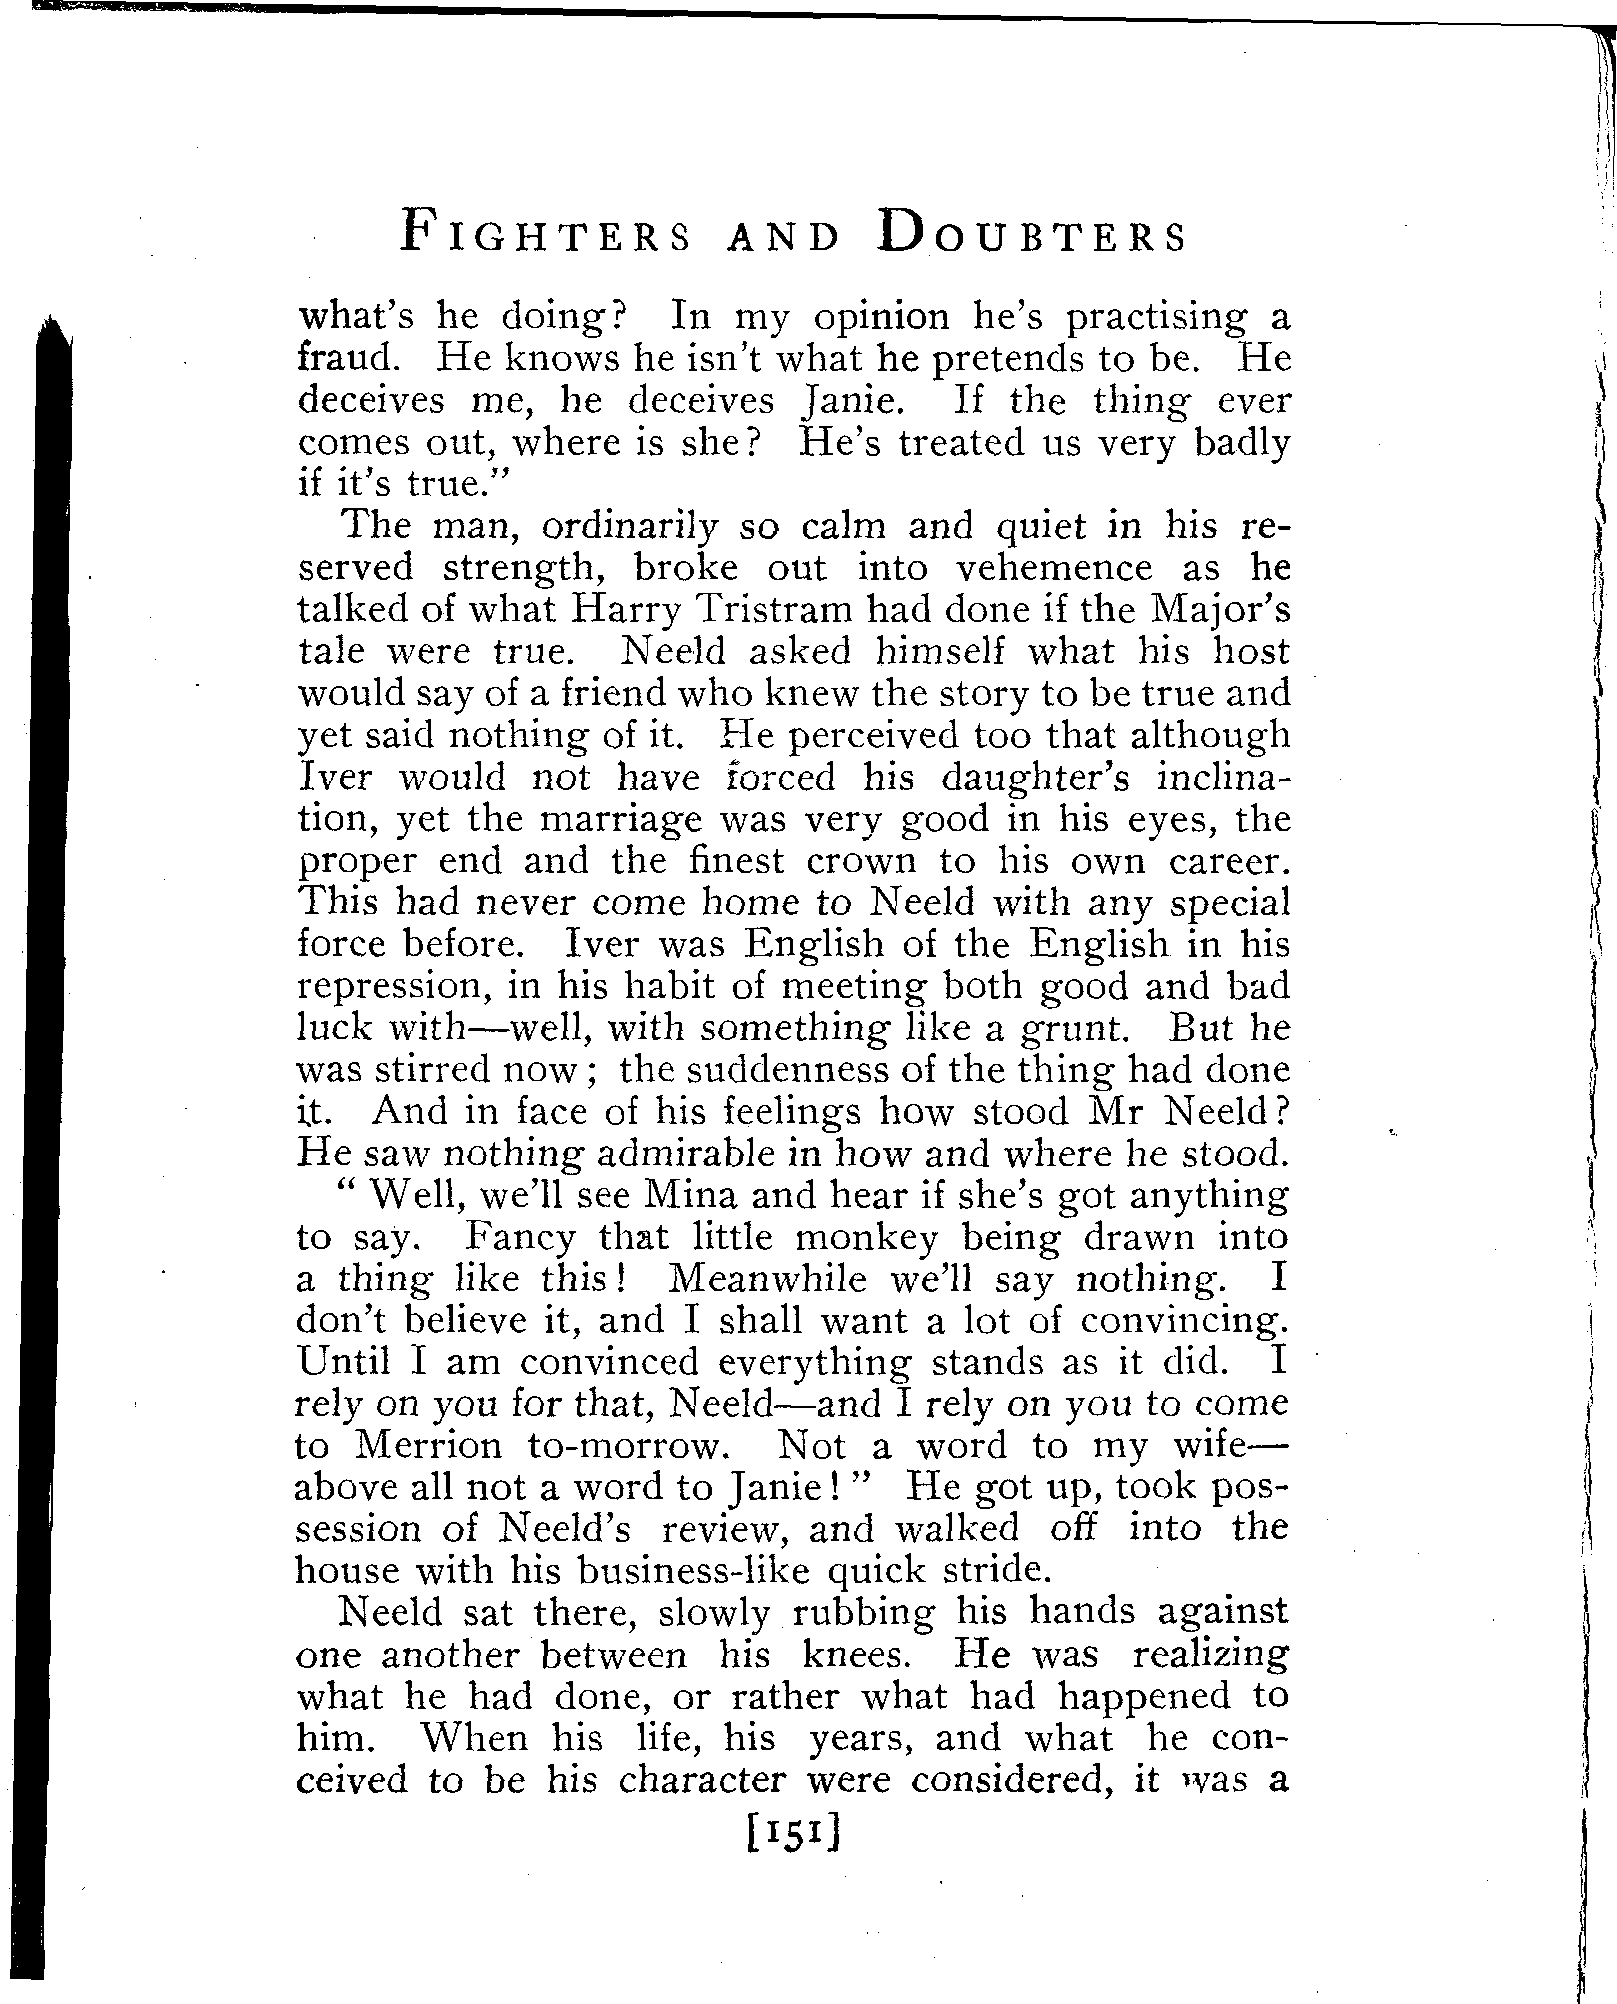 FIGHTERS AND DOUBTERS
what's he doing? In my opinion he's practising a
fraud. He knows he isn't what he pretends to be. He
deceives me, he deceives Janie. If the thing ever
comes out, where is she? He's treated us very badly
if it's true."
The man, ordinarily so calm and quiet in his re-
served strength, broke out into vehemence as he
talked of what Harry Tristram had done if the Major's
tale were true. Neeld asked himself what his host
would say of a friend who knew the story to be true and
yet said nothing of it. He perceived too that although
Iver would not have forced his daughter's inclina-
tion, yet the marriage was very good in his eyes, the
proper end and the finest crown to his own career.
This had never come home to Neeld with any special
force before. Iver was English of the English in his
repression, in his habit of meeting both good and bad
luck with—well, with something like a grunt. But he
was stirred now; the suddenness of the thing had done
it. And in face of his feelings how stood Mr Neeld?
He saw nothing admirable in how and where he stood.
"Well, we'll see Mina and hear if she's got anything
to say. Fancy that little monkey being drawn into
a thing like this! Meanwhile we'll say nothing. I
don't believe it, and I shall want a lot of convincing.
Until I am convinced everything stands as it did. I
rely on you for that, Neeld—and I rely on you to come
to Merrion to-morrow. Not a word to my wife—
above all not a word to Janie!" He got up, took pos-
session of Neeld's review, and walked off into the
house with his business-like quick stride.
Neeld sat there, slowly rubbing his hands against
one another between his knees. He was realizing
what he had done, or rather what had happened to
him. When his life, his years, and what he con-
ceived to be his character were considered, it was a
[151]